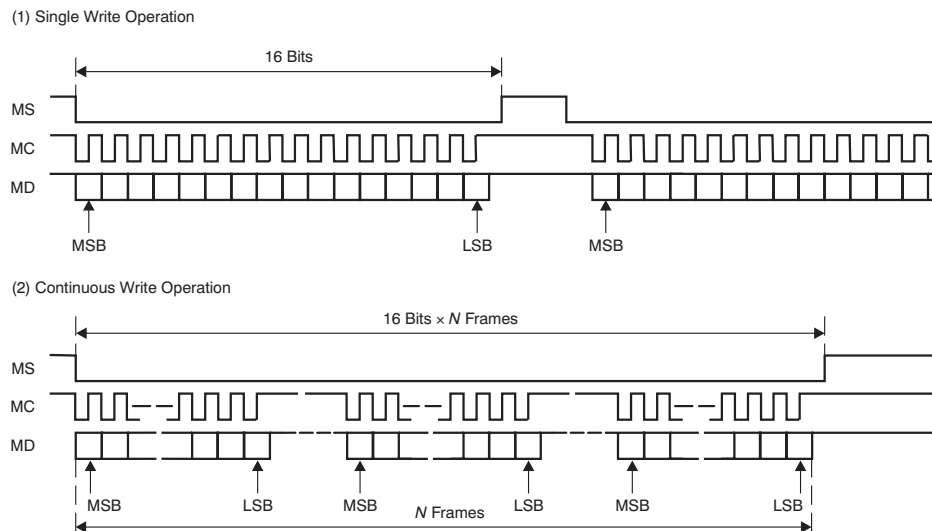 (1) Single Write Operation
16 Bits
MS
MC
MD
MSB LSB MSB
(2) Continuous Write Operation
16 Bits × N Frames
MS
MC
MD
MSB LSB MSB LSB MSB LSB
N Frames